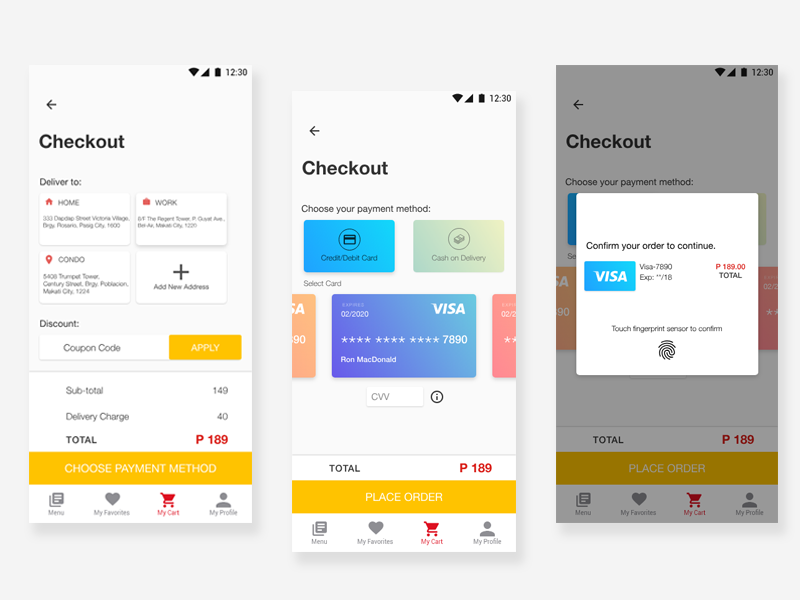 12:30
Checkout
Deliver to:
HOME
333 Dapdap Street Victoria Village,
Brgy. Rosario, Pasig City, 1600
WORK
8/F The Regent Tower, P. Guyat Ave.,
Bel-Air, Makati City, 1220
CONDO
5408 Trumpet Tower,
Century Street, Brgy. Poblacion,
Makati City, 1224
Add New Address
Discount:
Coupon Code
APPLY
Sub-total 149
Delivery Charge 40
TOTAL P 189
CHOOSE PAYMENT METHOD
Menu My Favorites My Cart My Profile
12:30
Checkout
Choose your payment method:
Credit/Debit Card
Cash on Delivery
Select Card
SA
90
EXPIRES
02/2020
VISA
**** **** **** 7890
Ron MacDonald
02/2
**
CVV
TOTAL P 189
PLACE ORDER
Menu My Favorites My Cart My Profile
12:30
Checkout
Choose your payment method:
Se
SA
90
Confirm your order to continue.
VISA
Visa-7890
Exp: **/18
P 189.00
TOTAL
Touch fingerprint sensor to confirm
02/2
**
TOTAL P 189
PLACE ORDER
Menu My Favorites My Cart My Profile